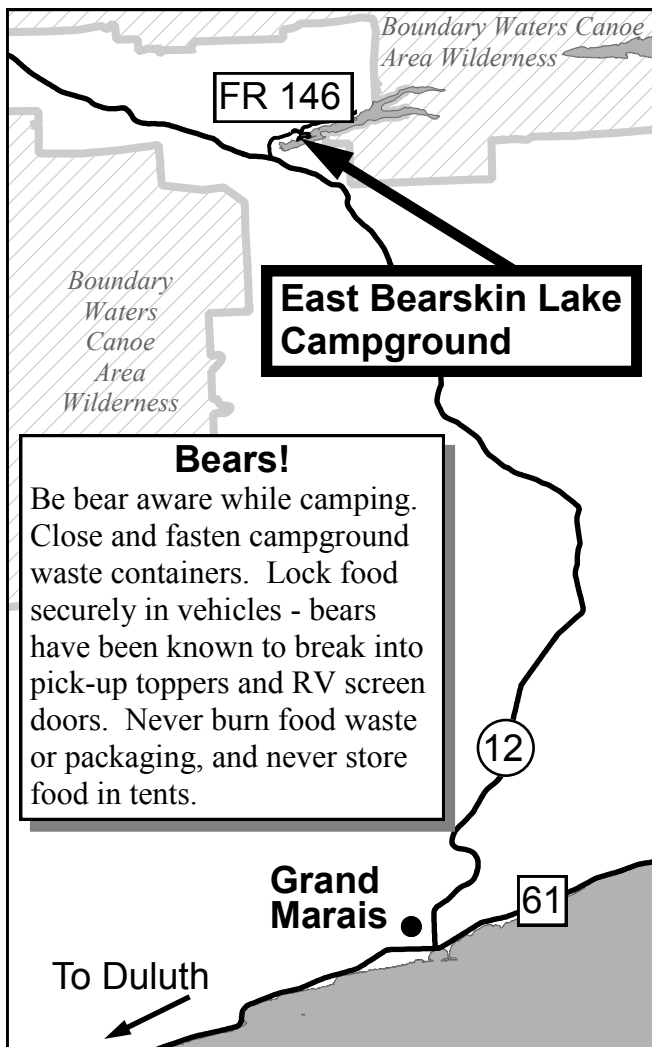 Boundary Waters Canoe
Area Wilderness
FR 146
East Bearskin Lake
Campground
Boundary
Waters
Canoe
Area
Wilderness
Bears!
Be bear aware while camping.
Close and fasten campground
waste containers.  Lock food
securely in vehicles - bears
have been known to break into
pick-up toppers and RV screen
doors.  Never burn food waste
or packaging, and never store
food in tents.
12
Grand
Marais
61
To Duluth